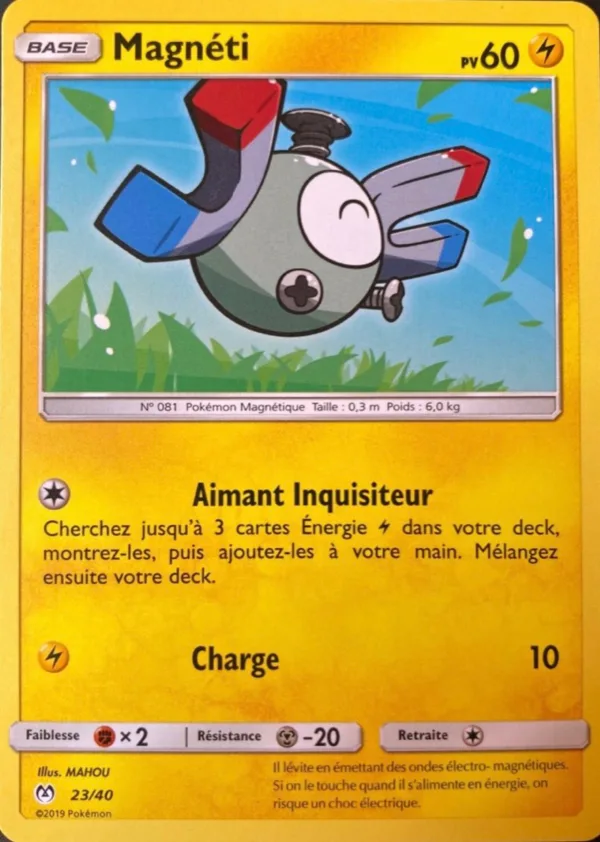 BASE Magnéti PV60
Nº 081 Pokémon Magnétique Taille : 0,3 m Poids : 6,0 kg
Aimant Inquisiteur
Cherchez jusqu'à 3 cartes Énergie dans votre deck,
montrez-les, puis ajoutez-les à votre main. Mélangez
ensuite votre deck.
Charge 10
Faiblesse ×2 Résistance -20 Retraite
Illus. MAHOU
23/40
©2019 Pokémon
Il lévite en émettant des ondes électro- magnétiques.
Si on le touche quand il s'alimente en énergie, on
risque un choc électrique.